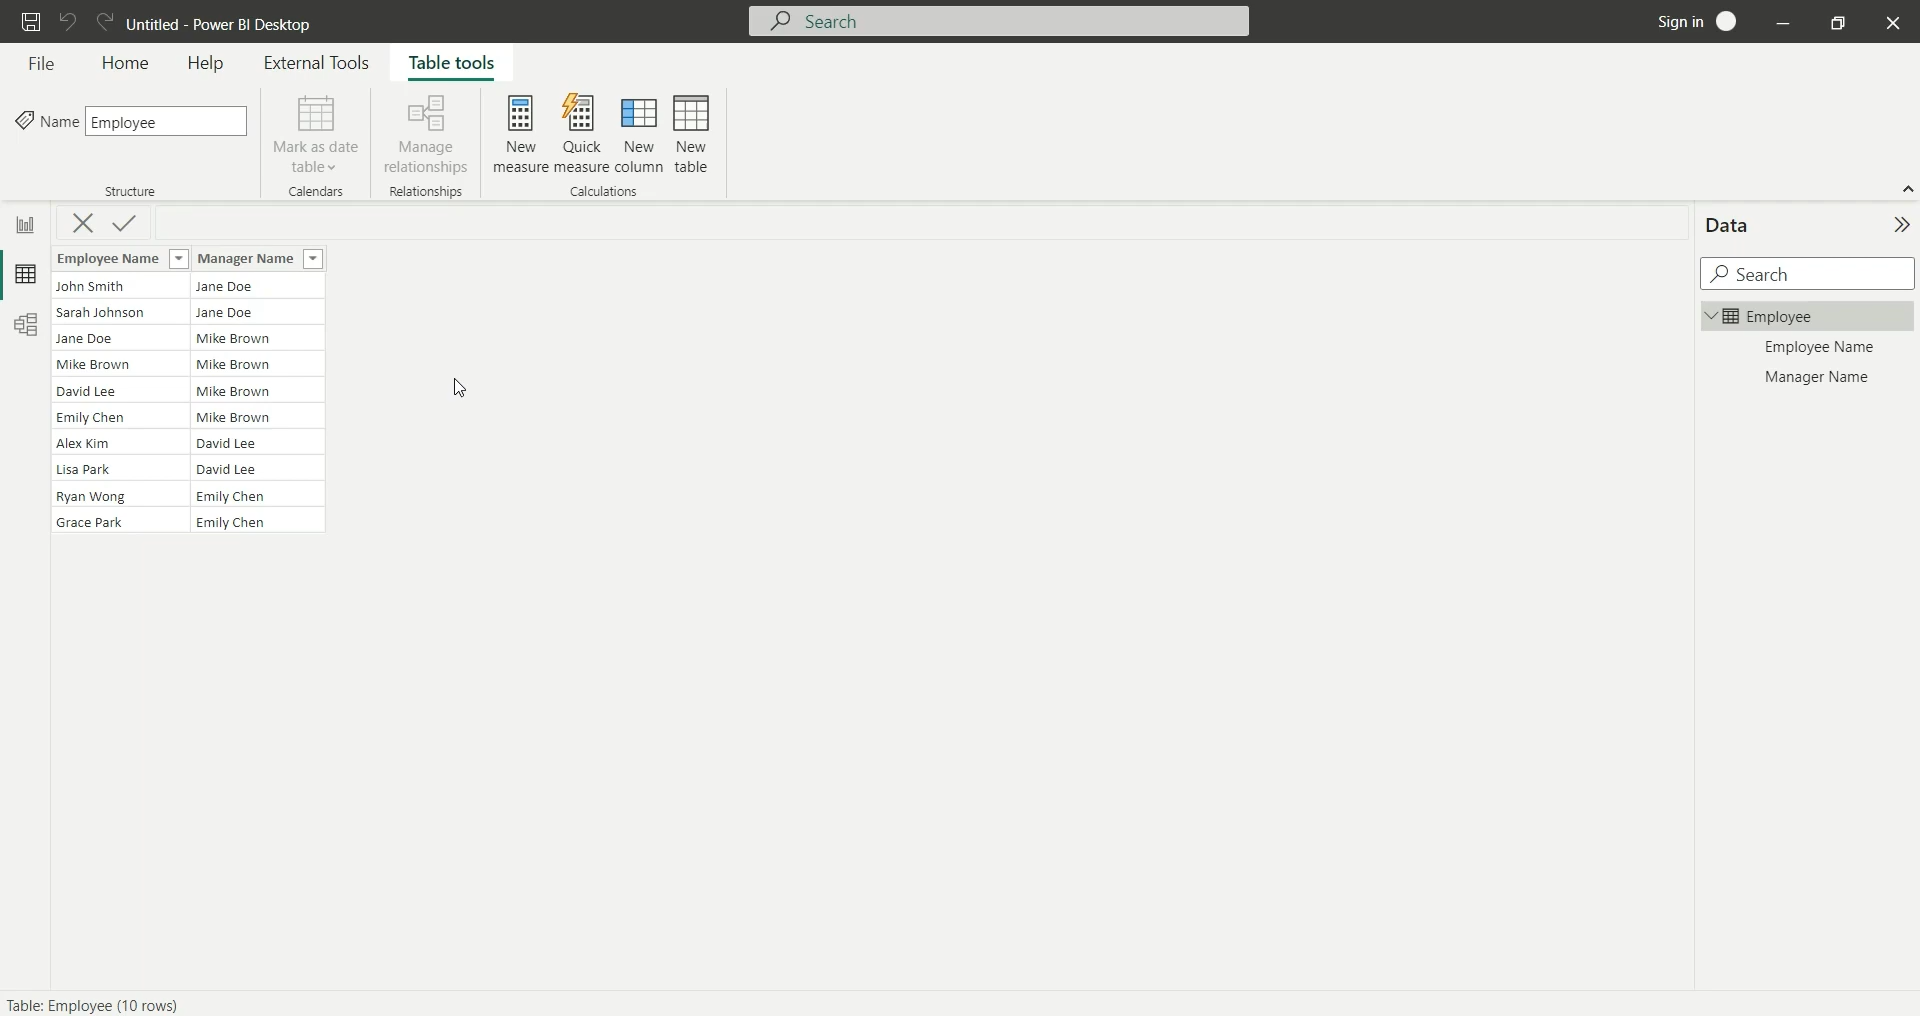 Untitled - Power BI Desktop
Search
Sign in
File
Home
Help
External Tools
Table tools
Name
Employee
Mark as date
table
Manage
relationships
New
measure
Quick
measure
New
column
New
table
Structure
Calendars
Relationships
Calculations
Data
Search
Employee
Employee Name
Manager Name
Employee Name Manager Name
John Smith Jane Doe
Sarah Johnson Jane Doe
Jane Doe Mike Brown
Mike Brown Mike Brown
David Lee Mike Brown
Emily Chen Mike Brown
Alex Kim David Lee
Lisa Park David Lee
Ryan Wong Emily Chen
Grace Park Emily Chen
Table: Employee (10 rows)